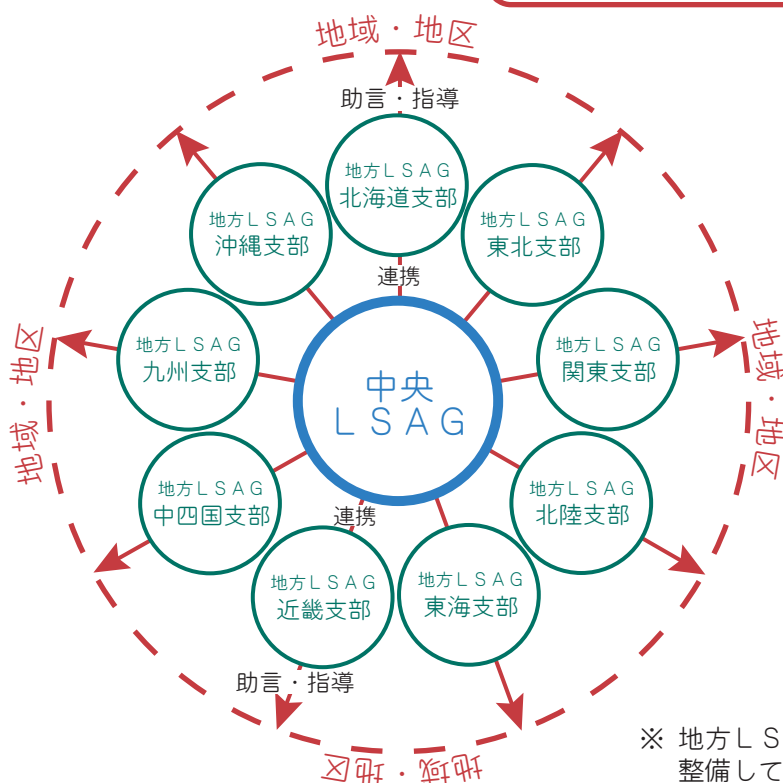 地域・地区
助言・指導
地方ＬＳＡＧ
北海道支部
地方ＬＳＡＧ
沖縄支部
地方ＬＳＡＧ
東北支部
連携
地方ＬＳＡＧ
九州支部
地方ＬＳＡＧ
関東支部
地域・地区
地域・地区
中央
ＬＳＡＧ
地方ＬＳＡＧ
中四国支部
地方ＬＳＡＧ
北陸支部
連携
地方ＬＳＡＧ
近畿支部
地方ＬＳＡＧ
東海支部
助言・指導
地域・地区
※ 地方ＬＳ
整備して